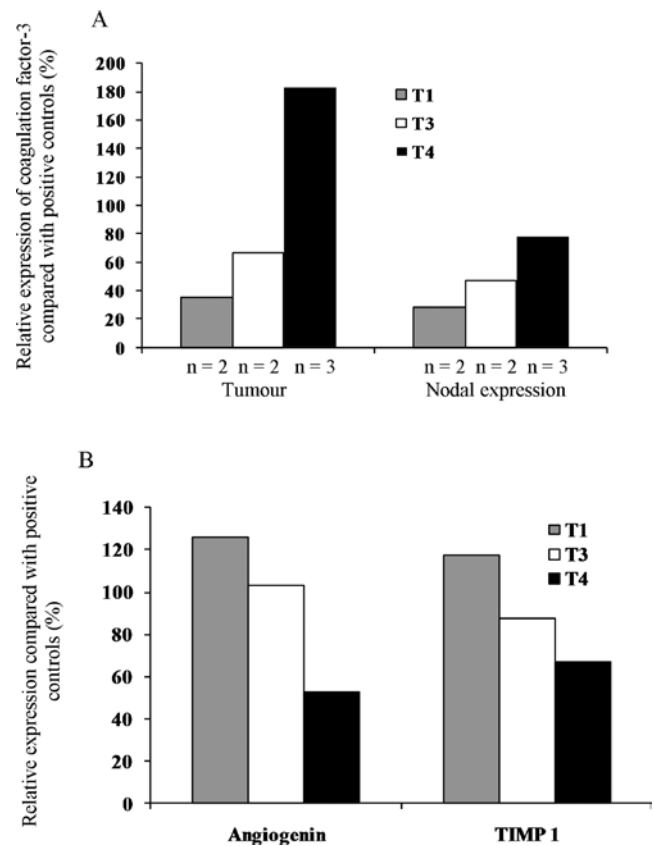 A
Relative expression of coagulation factor-3
compared with positive controls (%)
200
180
160
140
120
100
80
60
40
20
0
T1
T3
T4
n = 2 n = 2 n = 3
n = 2 n = 2 n = 3
Tumour
Nodal expression
B
Relative expression compared with positive
controls (%)
140
120
100
80
60
40
20
0
T1
T3
T4
Angiogenin
TIMP 1